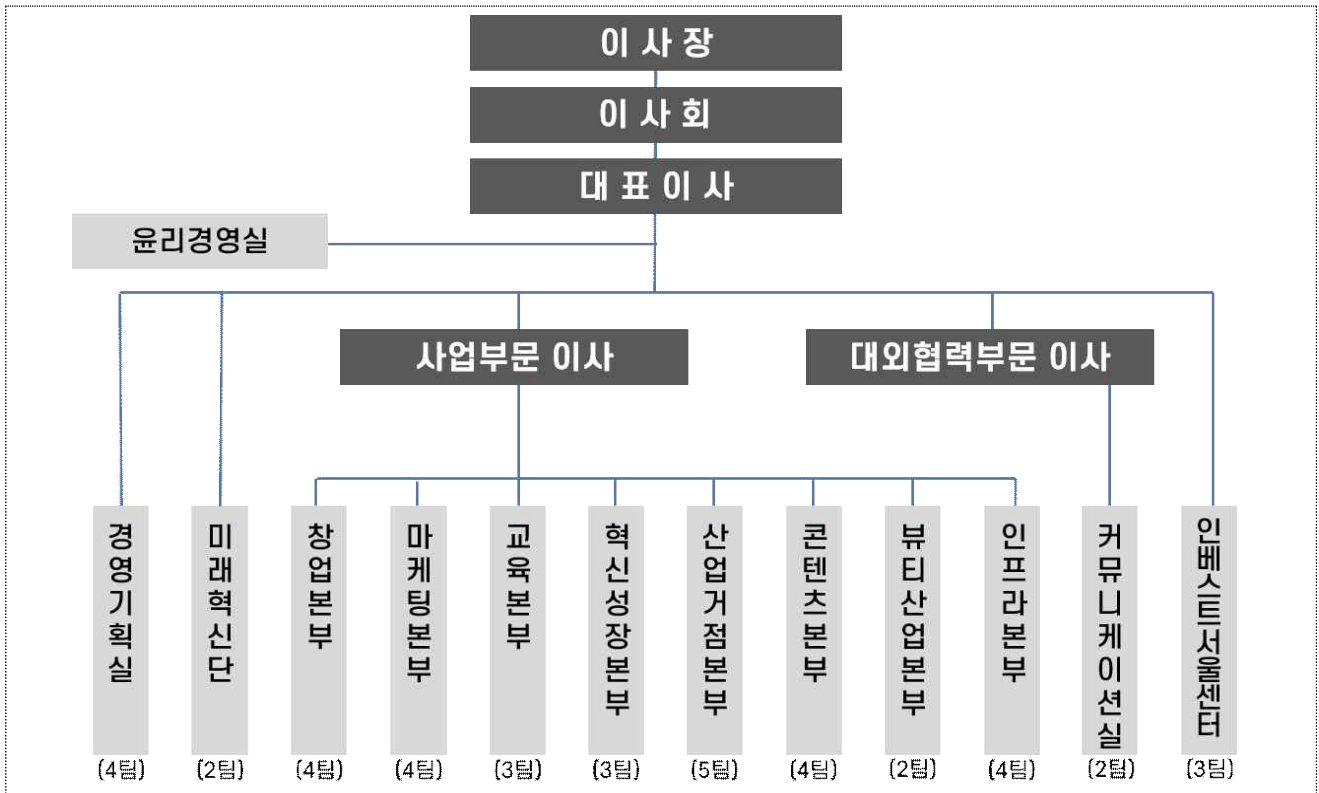 이 사 장
이 사 회
대 표 이 사
윤리경영실
사업부문 이사
대외협력부문 이사
경영기획실
미래혁신단
창업본부
마케팅본부
교육본부
혁신성장본부
산업거점본부
콘텐츠본부
뷰티산업본부
인프라본부
커뮤니케이션실
인베스트서울센터
(4팀) (2팀) (4팀) (4팀) (3팀) (3팀) (5팀) (4팀) (2팀) (4팀) (2팀) (3팀)